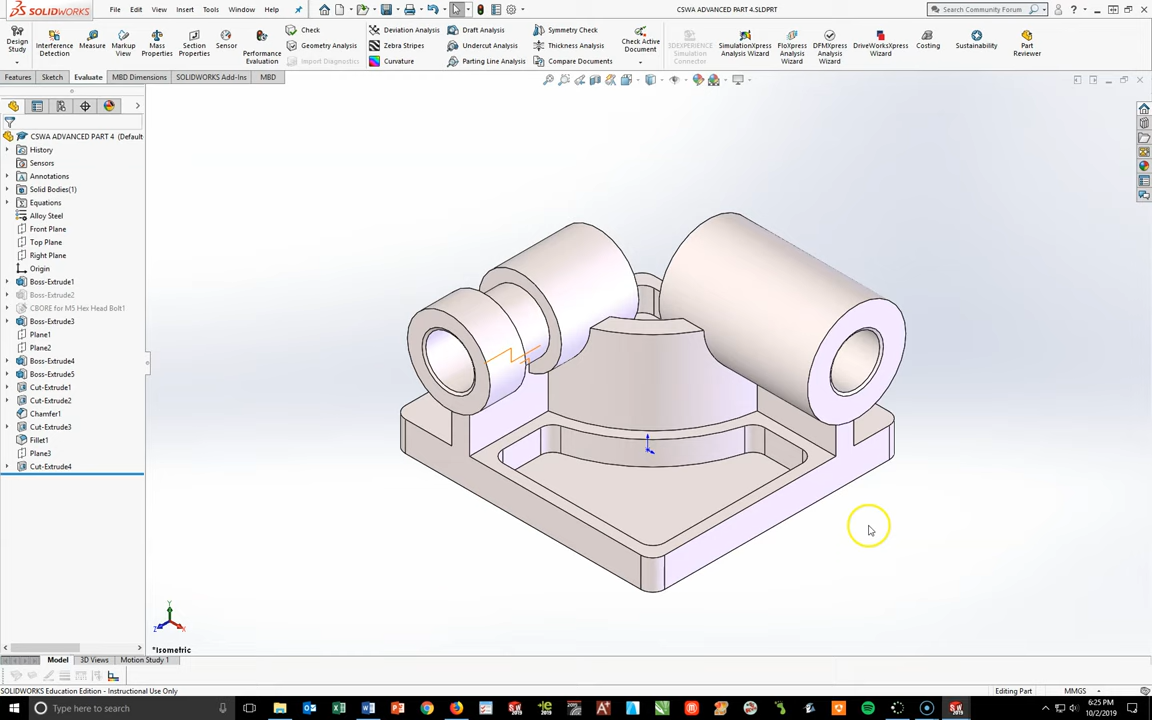 SOLIDWORKS File Edit View Insert Tools Window Help CSWA ADVANCED PART 4.SLDPRT Search Community Forum
Design Study
Interference Detection
Measure
Markup View
Mass Properties
Section Properties
Sensor
Performance Evaluation
Check
Geometry Analysis
Import Diagnostics
Deviation Analysis
Zebra Stripes
Curvature
Draft Analysis
Undercut Analysis
Parting Line Analysis
Symmetry Check
Thickness Analysis
Compare Documents
Check Active Document
3DEXPERIENCE Simulation Connector
SimulationXpress Analysis Wizard
FloXpress Analysis Wizard
DFMXpress Analysis Wizard
DriveWorksXpress Wizard
Costing
Sustainability
Part Reviewer
Features Sketch Evaluate MBD Dimensions SOLIDWORKS Add-Ins MBD
CSWA ADVANCED PART 4 (Default
History
Sensors
Annotations
Solid Bodies(1)
Equations
Alloy Steel
Front Plane
Top Plane
Right Plane
Origin
Boss-Extrude1
Boss-Extrude2
CBORE for M5 Hex Head Bolt1
Boss-Extrude3
Plane1
Plane2
Boss-Extrude4
Boss-Extrude5
Cut-Extrude1
Cut-Extrude2
Chamfer1
Cut-Extrude3
Fillet1
Plane3
Cut-Extrude4
Y
Z
X
*Isometric
Model 3D Views Motion Study 1
SOLIDWORKS Education Edition - Instructional Use Only Editing Part MMGS
Type here to search
6:25 PM
10/2/2019